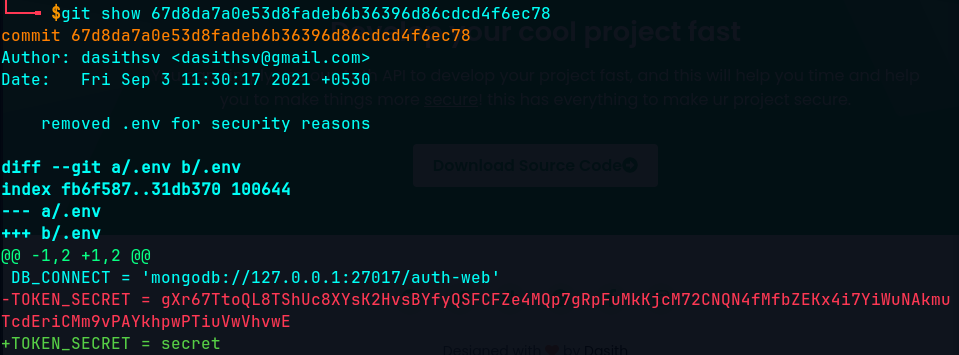 $git show 67d8da7a0e53d8fadeb6b36396d86cdcd4f6ec78
commit 67d8da7a0e53d8fadeb6b36396d86cdcd4f6ec78
your cool project fast
Author: dasithsv <dasithsv@gmail.com>
Date:   Fri Sep 3 11:30:17 2021 +0530
API to develop your project fast, and this will help you time and help
you to make things more secure! this has everything to make ur project secure
removed .env for security reasons
Download Source Code
diff --git a/.env b/.env
index fb6f587..31db370 100644
--- a/.env
+++ b/.env
@@ -1,2 +1,2 @@
 DB_CONNECT = 'mongodb://127.0.0.1:27017/auth-web'
-TOKEN_SECRET = gXr67TtoQL8TShUc8XYsK2HvsBYfyQSFCFZe4MQp7gRpFuMkKjcM72CNQN4fMfbZEKx4i7YiWuNAkmu
TcdEriCMm9vPAYkhpwPTiuVwVhvwE
+TOKEN_SECRET = secret
Designed with by Dasith